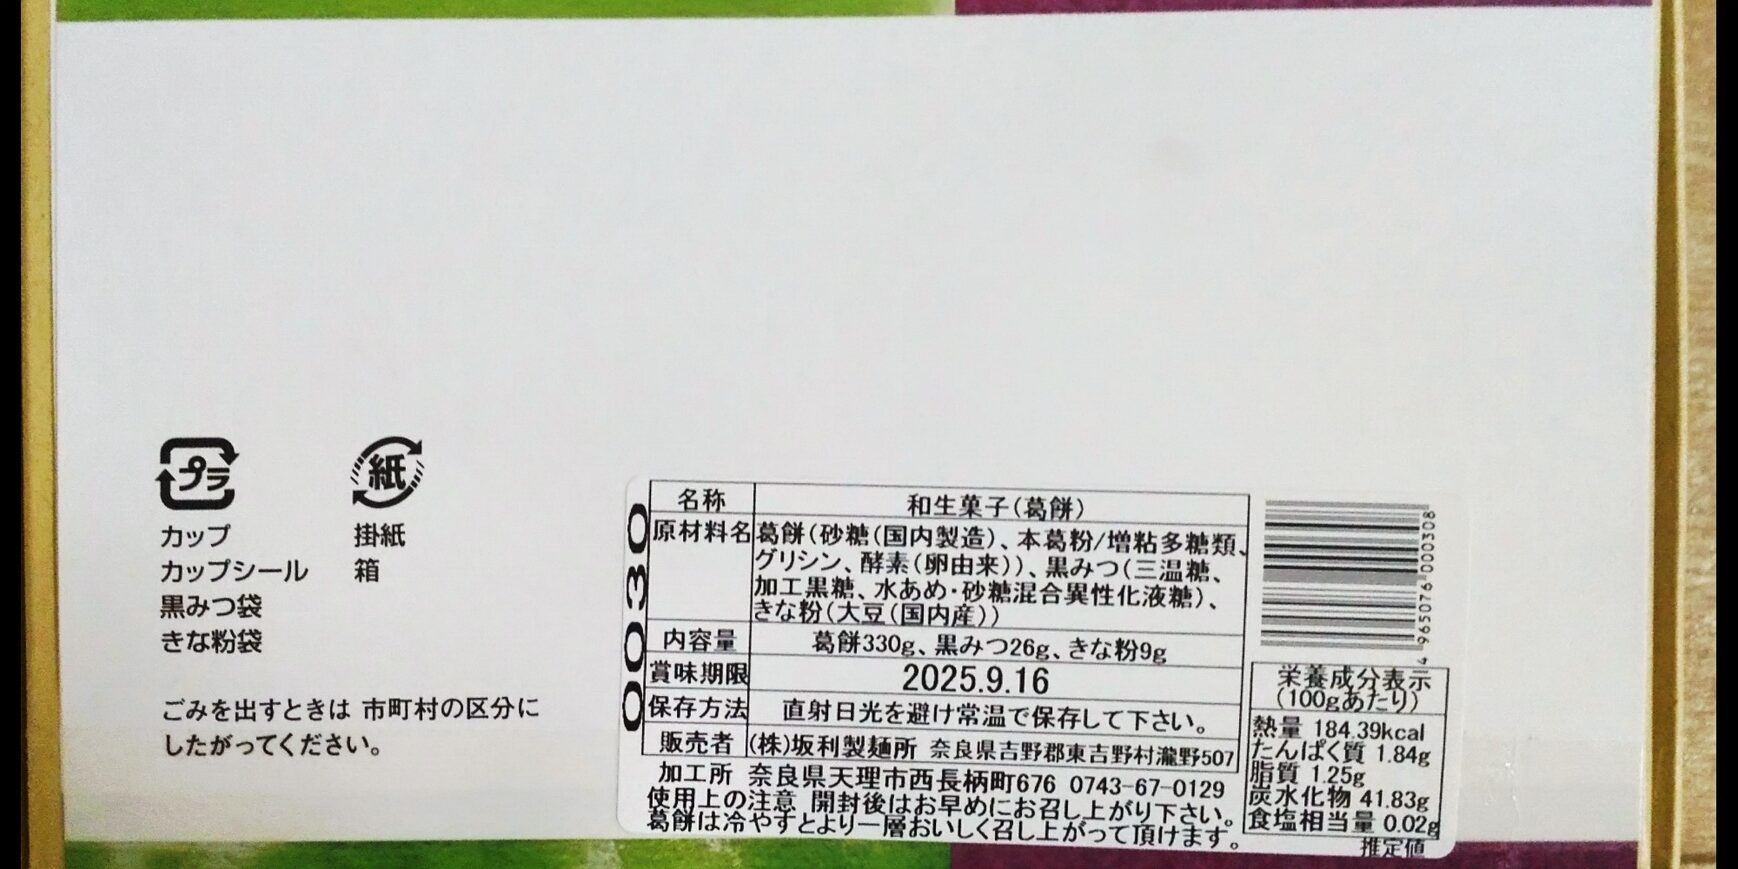 プラ
カップ
カップシール
黒みつ袋
きな粉袋
紙
掛紙
箱
ごみを出すときは 市町村の区分に
したがってください。
0030
名称 和生菓子(葛餅)
原材料名 葛餅(砂糖(国内製造)、本葛粉/増粘多糖類、
グリシン、酵素(卵由来))、黒みつ(三温糖、
加工黒糖、水あめ・砂糖混合異性化液糖)、
きな粉(大豆(国内産))
内容量 葛餅330g、黒みつ26g、きな粉9g
賞味期限 2025.9.16
保存方法 直射日光を避け常温で保存して下さい。
販売者 (株)坂利製麺所 奈良県吉野郡東吉野村瀧野507
加工所 奈良県天理市西長柄町676 0743-67-0129
使用上の注意 開封後はお早めにお召し上がり下さい。
葛餅は冷やすとより一層おいしく召し上がって頂けます。
4965076000308
栄養成分表示
(100gあたり)
熱量 184.39kcal
たんぱく質 1.84g
脂質 1.25g
炭水化物 41.83g
食塩相当量 0.02g
推定値